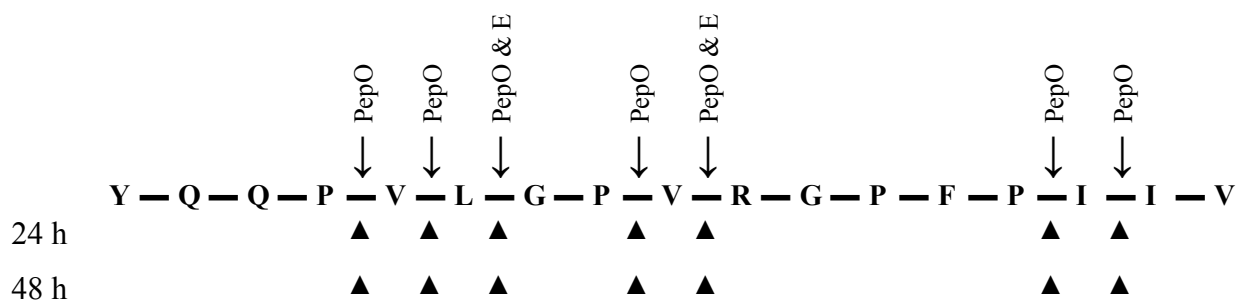 PepO PepO PepO & E PepO PepO & E PepO PepO
↓ ↓ ↓ ↓ ↓ ↓ ↓
Y — Q — Q — P — V — L — G — P — V — R — G — P — F — P — I — I — V
24 h ▲ ▲ ▲ ▲ ▲ ▲ ▲
48 h ▲ ▲ ▲ ▲ ▲ ▲ ▲